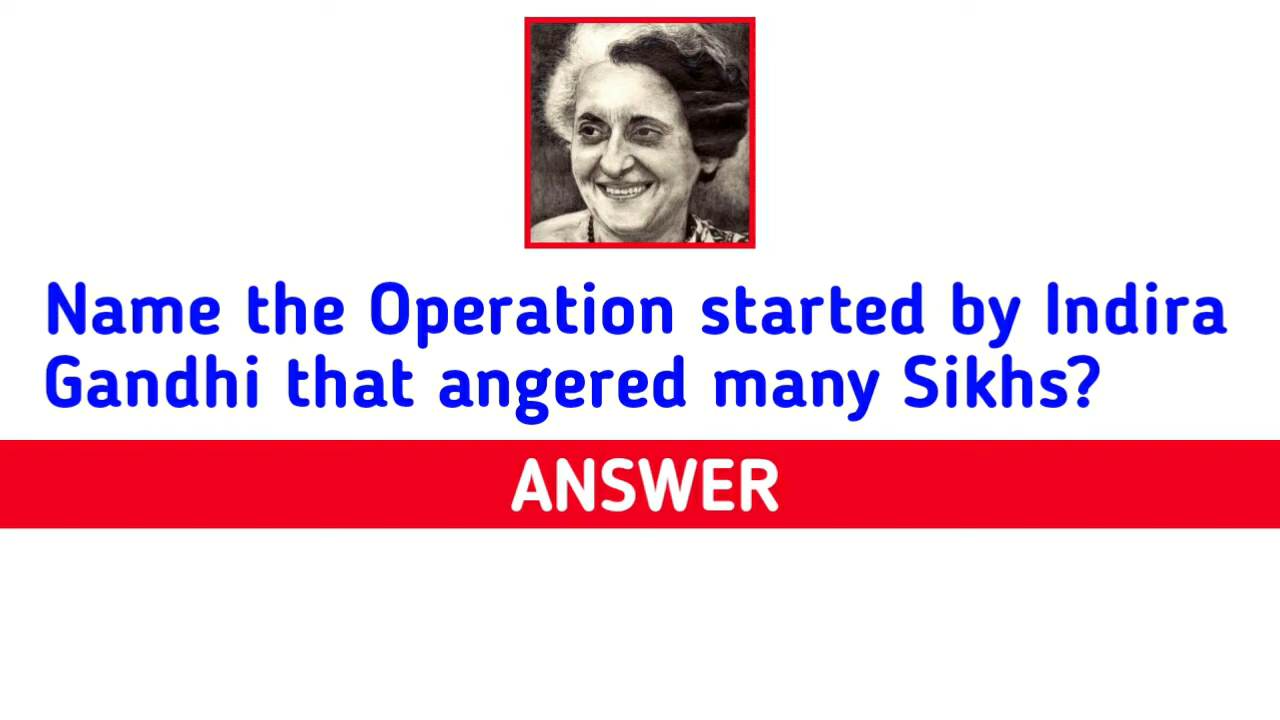 Name the Operation started by Indira
Gandhi that angered many Sikhs?
ANSWER